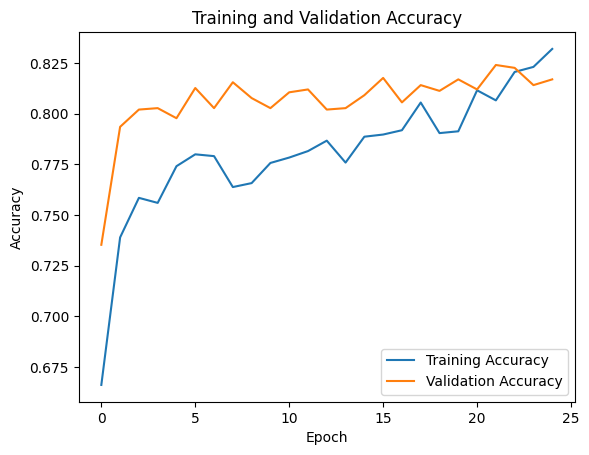 Training and Validation Accuracy
0.825
0.800
0.775
0.750
0.725
0.700
0.675
Accuracy
0
5
10
15
20
25
Epoch
Training Accuracy
Validation Accuracy